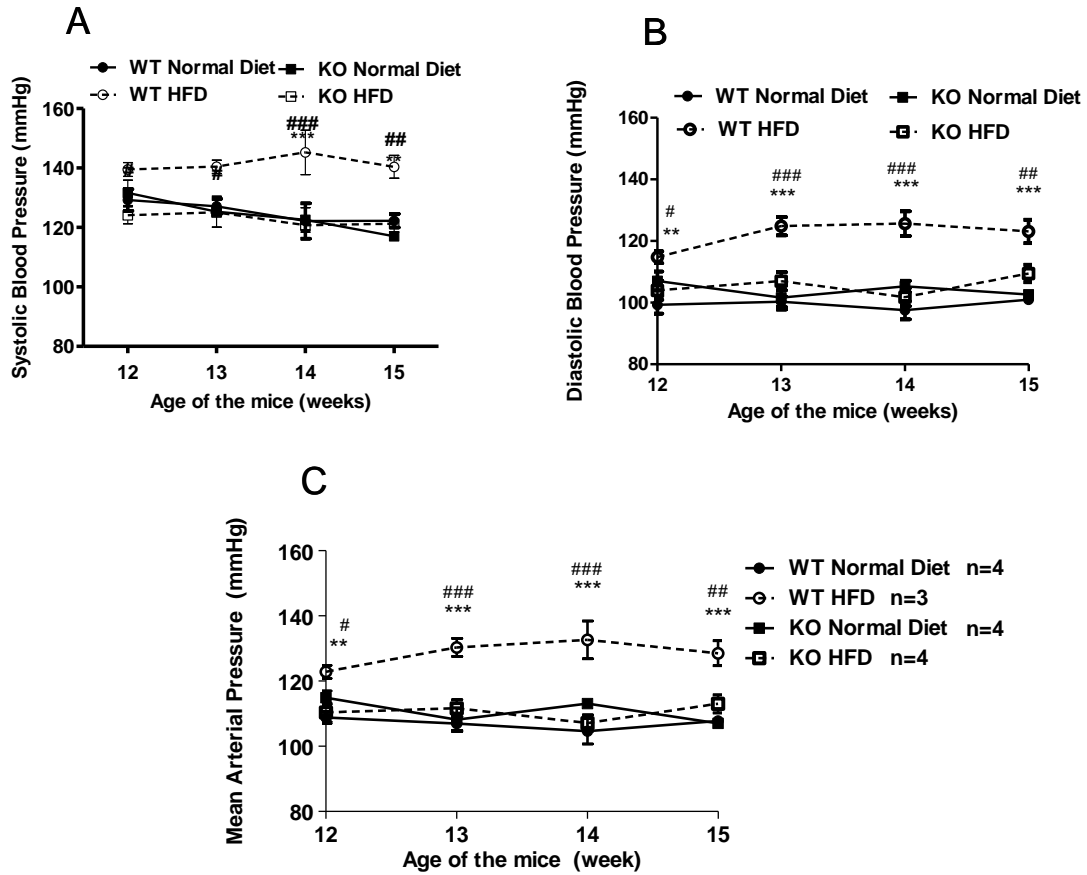 A
WT Normal Diet KO Normal Diet
WT HFD KO HFD
Systolic Blood Pressure (mmHg)
160
140
120
100
80
###
***
##
**
#
#
12 13 14 15
Age of the mice (weeks)
B
WT Normal Diet KO Normal Diet
WT HFD KO HFD
Diastolic Blood Pressure (mmHg)
160
140
120
100
80
#
**
###
***
###
***
##
***
12 13 14 15
Age of the mice (weeks)
C
Mean Arterial Pressure (mmHg)
160
140
120
100
80
#
**
###
***
###
***
##
***
WT Normal Diet n=4
WT HFD n=3
KO Normal Diet n=4
KO HFD n=4
12 13 14 15
Age of the mice (week)